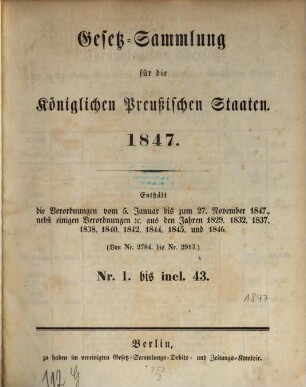 Gesetz-Sammlung
für die
Königlichen Preußischen Staaten.
1847.
Enthält
die Verordnungen vom 5. Januar bis zum 27. November 1847.,
nebst einigen Verordnungen ꝛc. aus den Jahren 1829. 1832. 1837.
1838. 1840. 1842. 1844. 1845. und 1846.
(Von Nr. 2784. bis Nr. 2913.)
Nr. 1. bis incl. 43.
1847
Berlin,
zu haben im vereinigten Gesetz-Sammlungs-Debits- und Zeitungs-Komtoir.